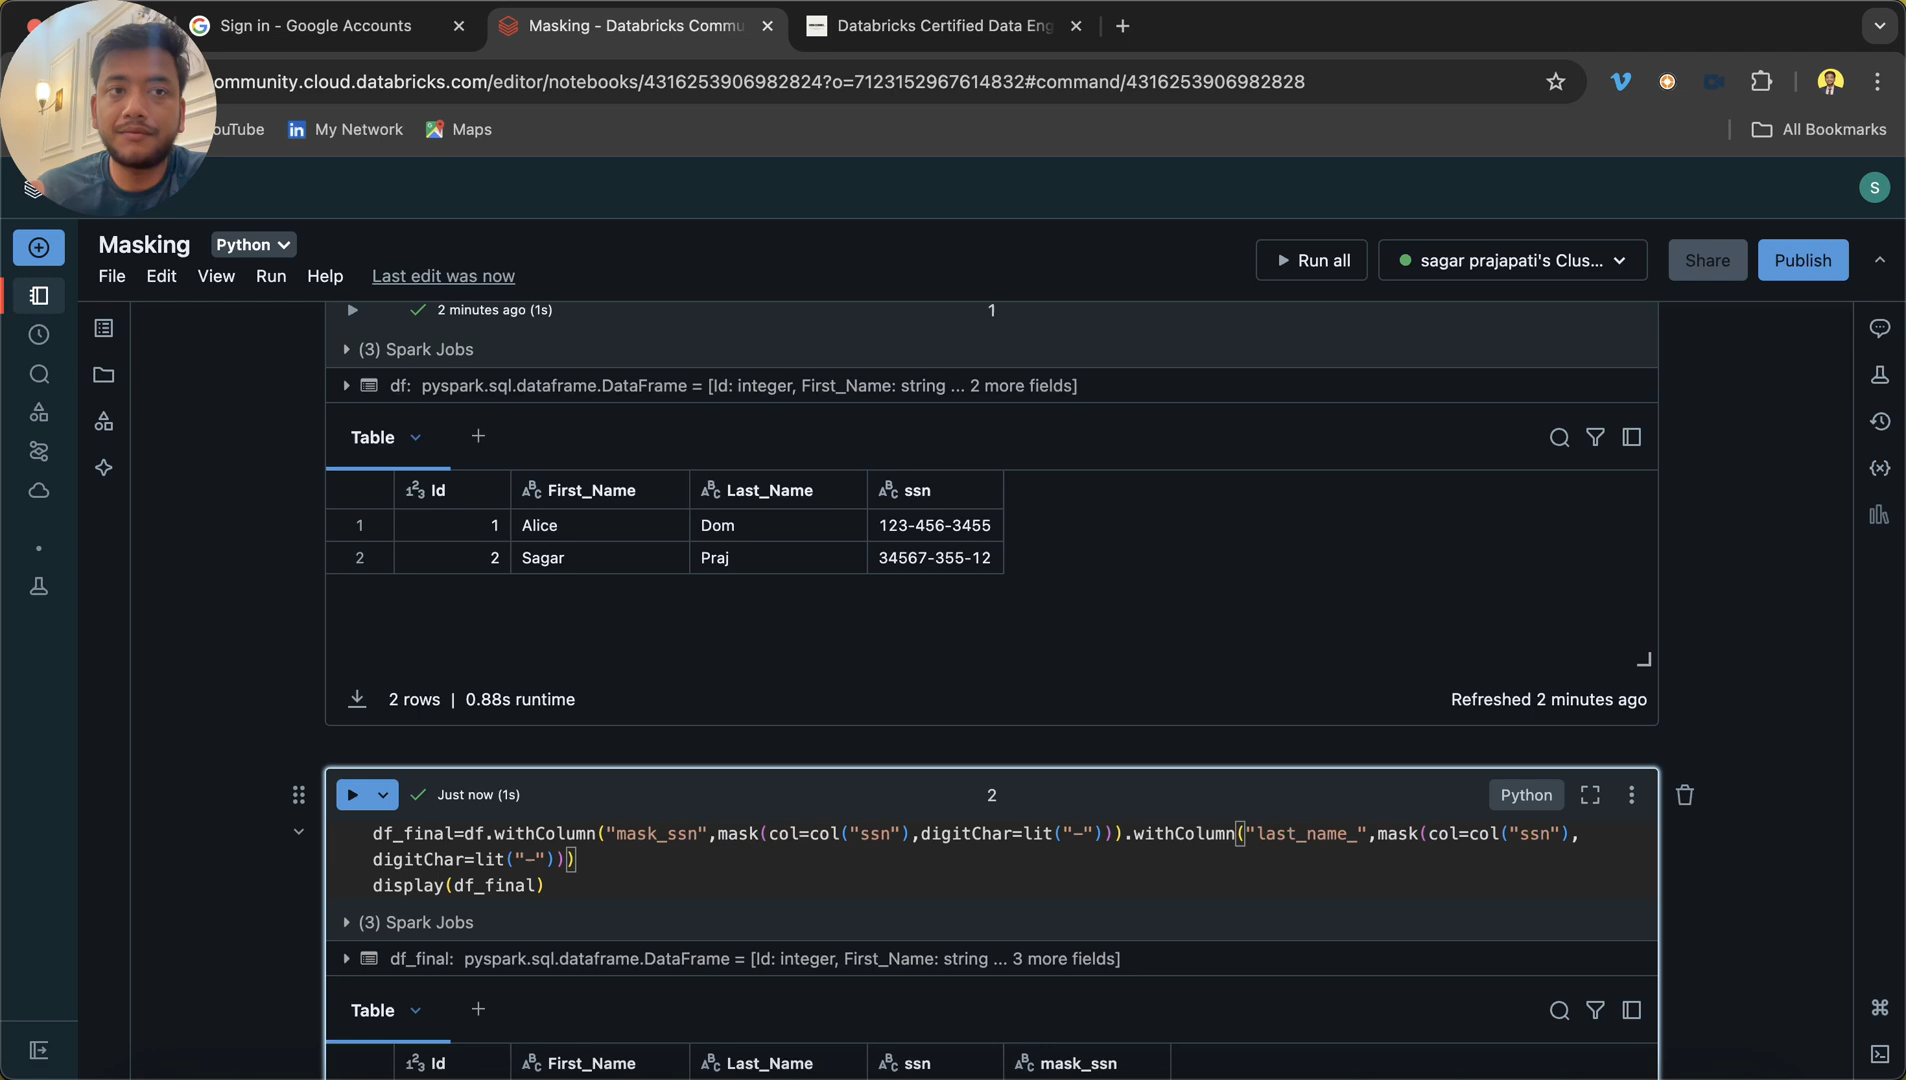 Sign in - Google Accounts
Masking - Databricks Commu
Databricks Certified Data Eng
ommunity.cloud.databricks.com/editor/notebooks/4316253906982824?o=7123152967614832#command/4316253906982828
ouTube
My Network
Maps
All Bookmarks
S
Masking
Python
File
Edit
View
Run
Help
Last edit was now
Run all
sagar prajapati's Clus...
Share
Publish
2 minutes ago (1s)
1
(3) Spark Jobs
df: pyspark.sql.dataframe.DataFrame = [Id: integer, First_Name: string ... 2 more fields]
Table
Id First_Name Last_Name ssn
1 1 Alice Dom 123-456-3455
2 2 Sagar Praj 34567-355-12
2 rows | 0.88s runtime
Refreshed 2 minutes ago
Just now (1s)
2
Python
df_final=df.withColumn("mask_ssn",mask(col=col("ssn"),digitChar=lit("-"))).withColumn("last_name_",mask(col=col("ssn"),
digitChar=lit("-")))
display(df_final)
(3) Spark Jobs
df_final: pyspark.sql.dataframe.DataFrame = [Id: integer, First_Name: string ... 3 more fields]
Table
Id First_Name Last_Name ssn mask_ssn